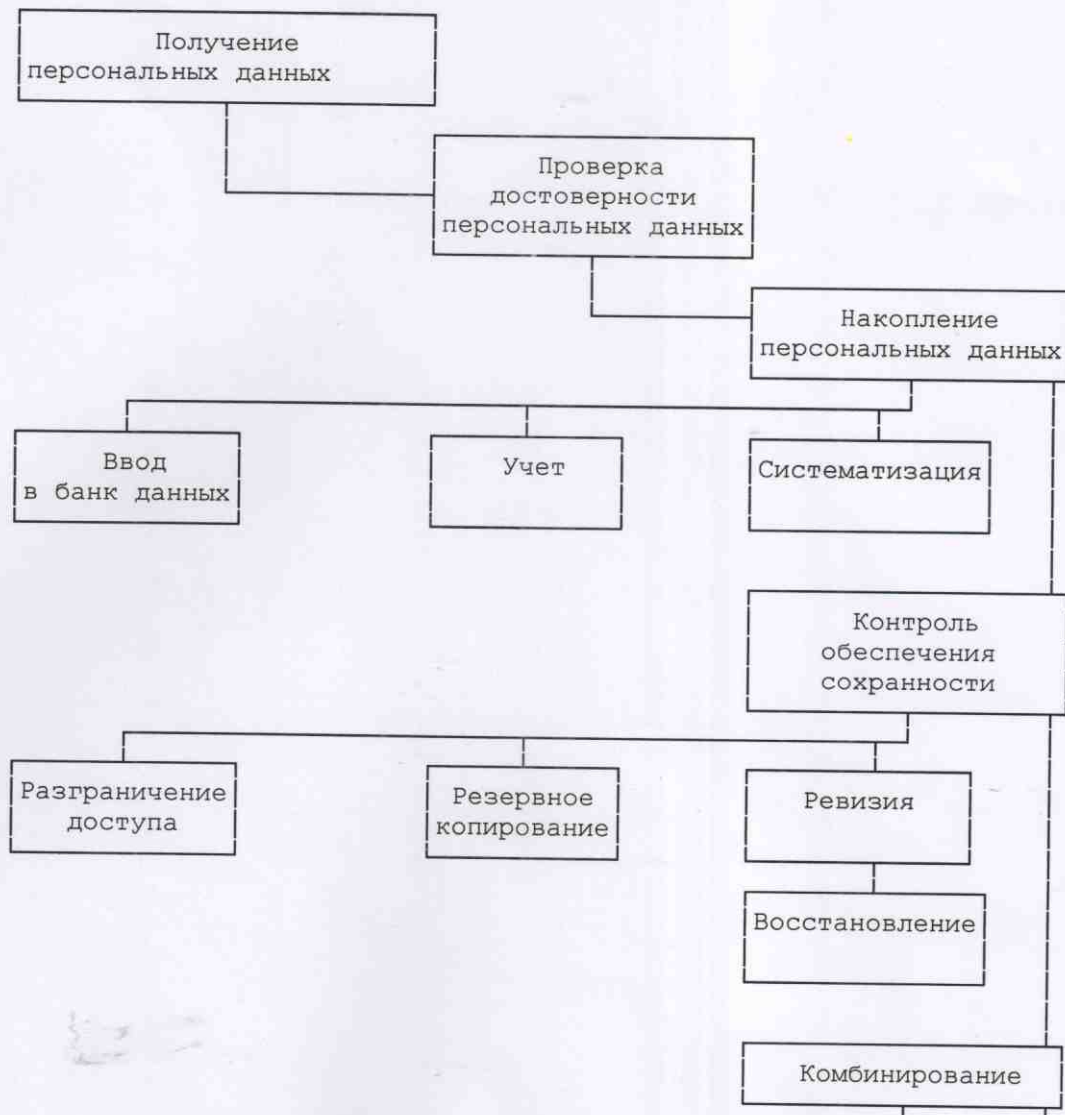 Получение
персональных данных
Проверка
достоверности
персональных данных
Накопление
персональных данных
Ввод
в банк данных
Учет
Систематизация
Контроль
обеспечения
сохранности
Разграничение
доступа
Резервное
копирование
Ревизия
Восстановление
Комбинирование